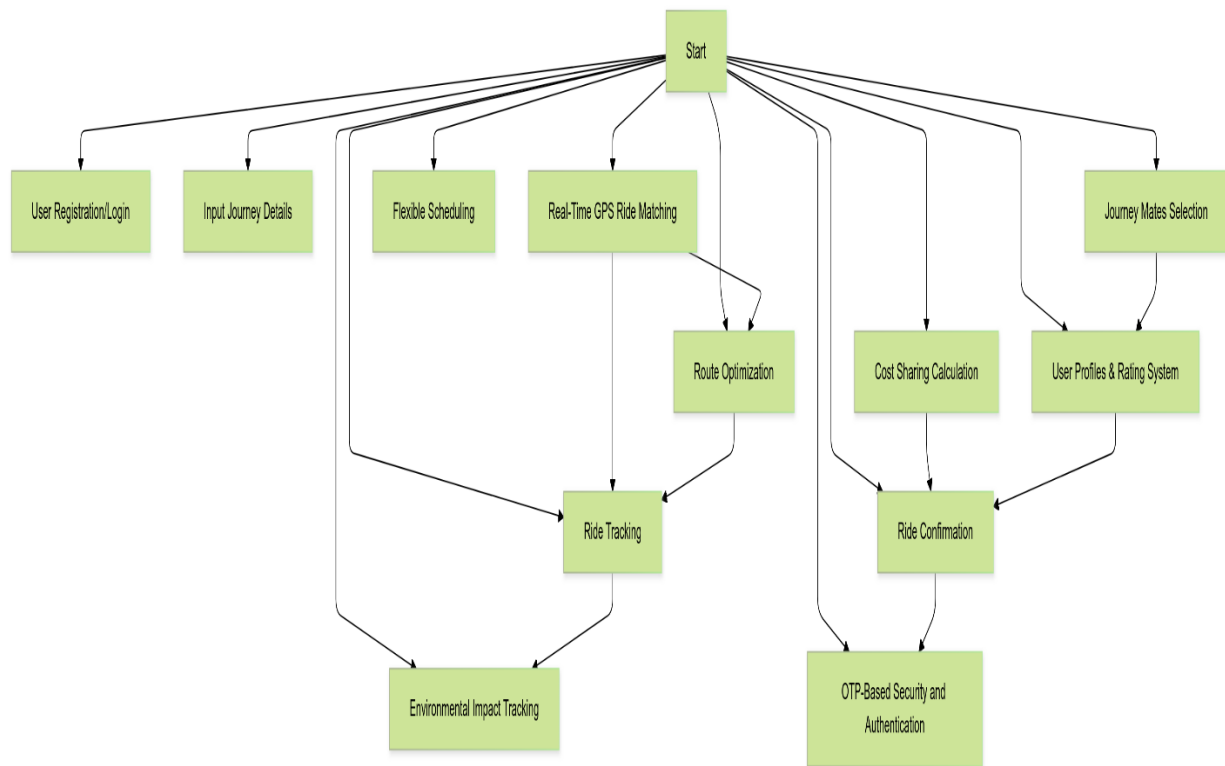 Start
User Registration/Login
Input Journey Details
Flexible Scheduling
Real-Time GPS Ride Matching
Journey Mates Selection
Route Optimization
Cost Sharing Calculation
User Profiles & Rating System
Ride Tracking
Ride Confirmation
Environmental Impact Tracking
OTP-Based Security and
Authentication